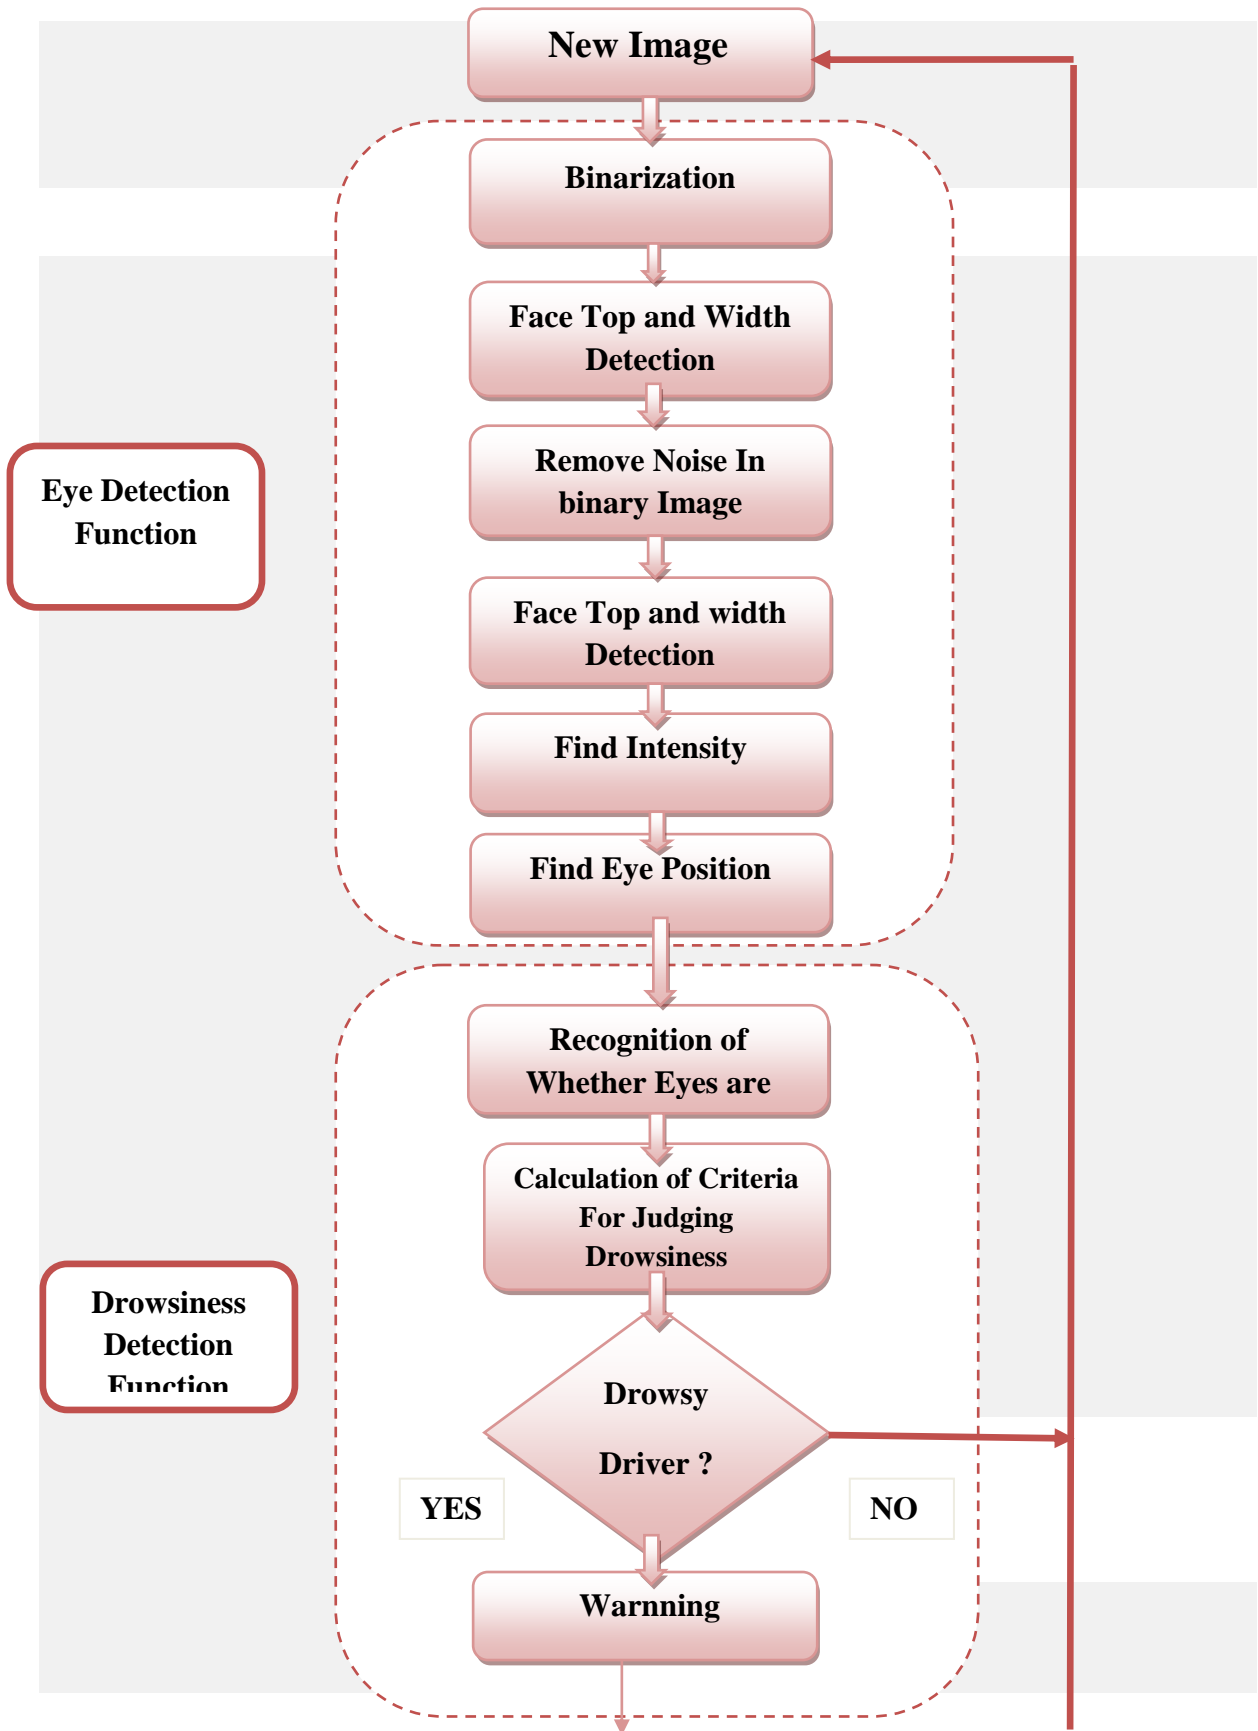 New Image
Binarization
Face Top and Width
Detection
Remove Noise In
binary Image
Eye Detection
Function
Face Top and width
Detection
Find Intensity
Find Eye Position
Recognition of
Whether Eyes are
Calculation of Criteria
For Judging
Drowsiness
Drowsiness
Detection
Function
Drowsy
Driver ?
YES
NO
Warnning